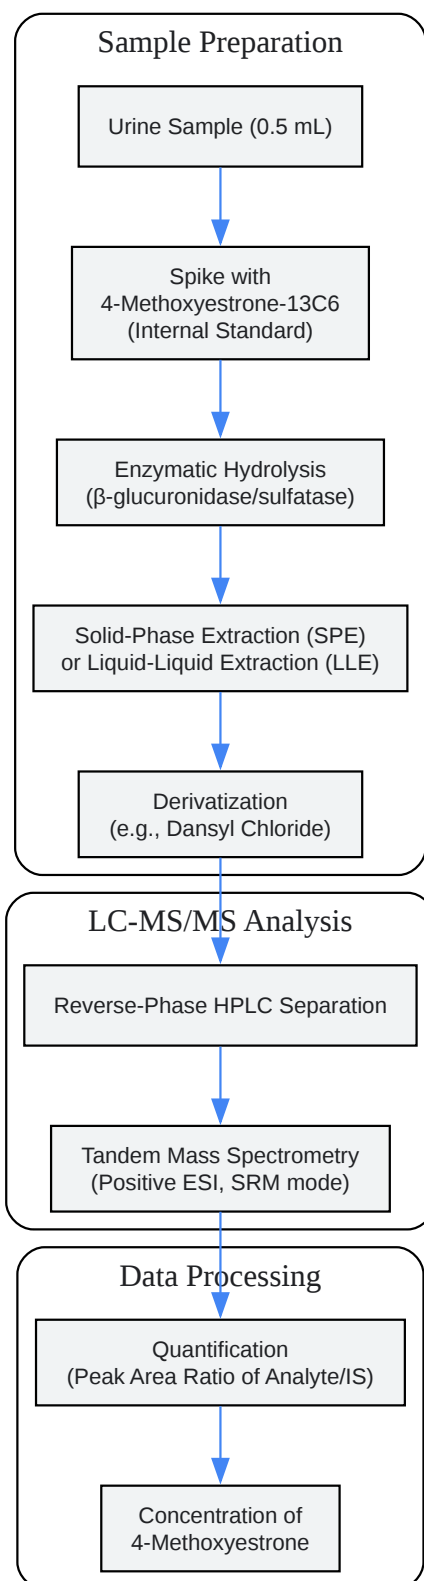 Sample Preparation
Urine Sample (0.5 mL)
Spike with
4-Methoxyestrone-13C6
(Internal Standard)
Enzymatic Hydrolysis
(β-glucuronidase/sulfatase)
Solid-Phase Extraction (SPE)
or Liquid-Liquid Extraction (LLE)
Derivatization
(e.g., Dansyl Chloride)
LC-MS/MS Analysis
Reverse-Phase HPLC Separation
Tandem Mass Spectrometry
(Positive ESI, SRM mode)
Data Processing
Quantification
(Peak Area Ratio of Analyte/IS)
Concentration of
4-Methoxyestrone